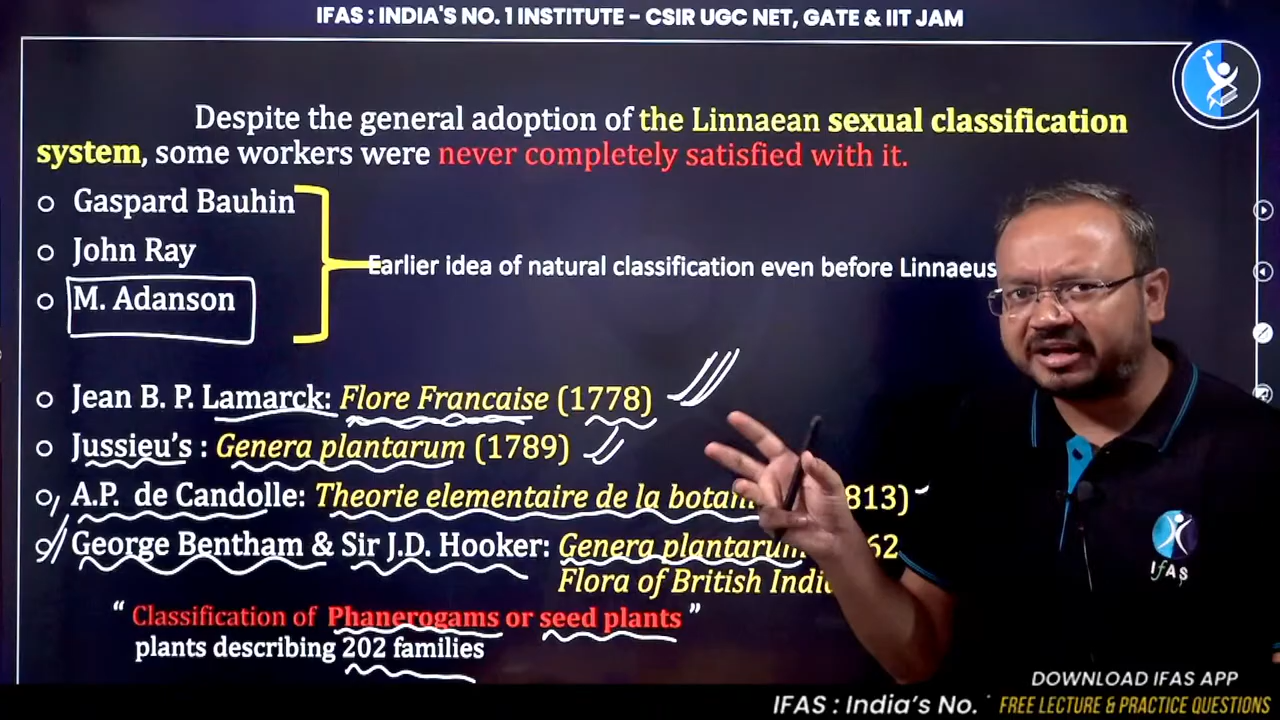 IFAS : INDIA'S NO. 1 INSTITUTE - CSIR UGC NET, GATE & IIT JAM
Despite the general adoption of the Linnaean sexual classification
system, some workers were never completely satisfied with it.
Gaspard Bauhin
John Ray
M. Adanson
Earlier idea of natural classification even before Linnaeus
Jean B. P. Lamarck: Flore Francaise (1778)
Jussieu's : Genera plantarum (1789)
A.P. de Candolle: Theorie elementaire de la 813)
George Bentham & Sir J.D. Hooker: Genera plantarum 62
Flora of British
"Classification of Phanerogams or seed plants"
plants describing 202 families
IfAS
DOWNLOAD IFAS APP
IFAS : India's No. FREE LECTURE & PRACTICE QUESTIONS